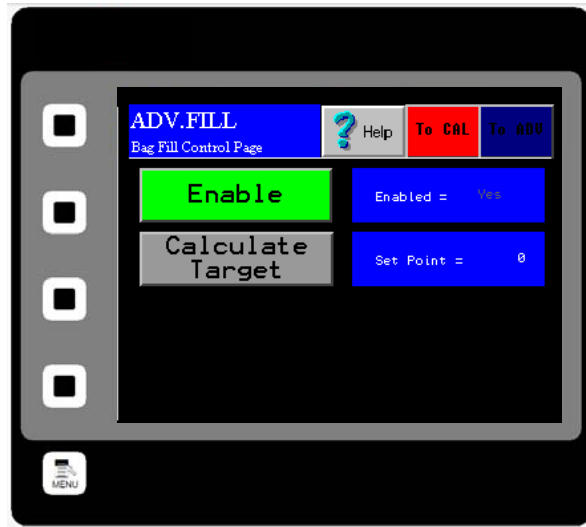 ADV.FILL
Bag Fill Control Page
Help
To CAL
To ADV
Enable
Enabled = Yes
Calculate
Target
Set Point = 0
MENU